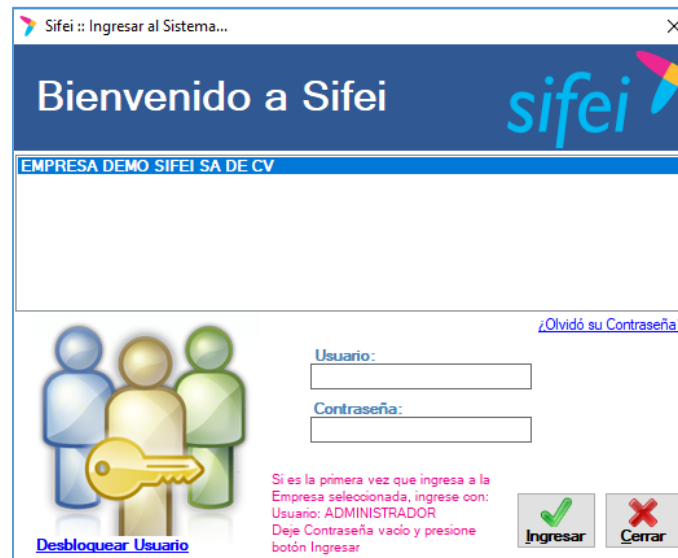 Sifei :: Ingresar al Sistema...
Bienvenido a Sifei
sifei
EMPRESA DEMO SIFEI SA DE CV
¿Olvidó su Contraseña
Usuario:
Contraseña:
Si es la primera vez que ingresa a la
Empresa seleccionada, ingrese con:
Usuario: ADMINISTRADOR
Deje Contraseña vacío y presione
botón Ingresar
Ingresar
Cerrar
Desbloquear Usuario